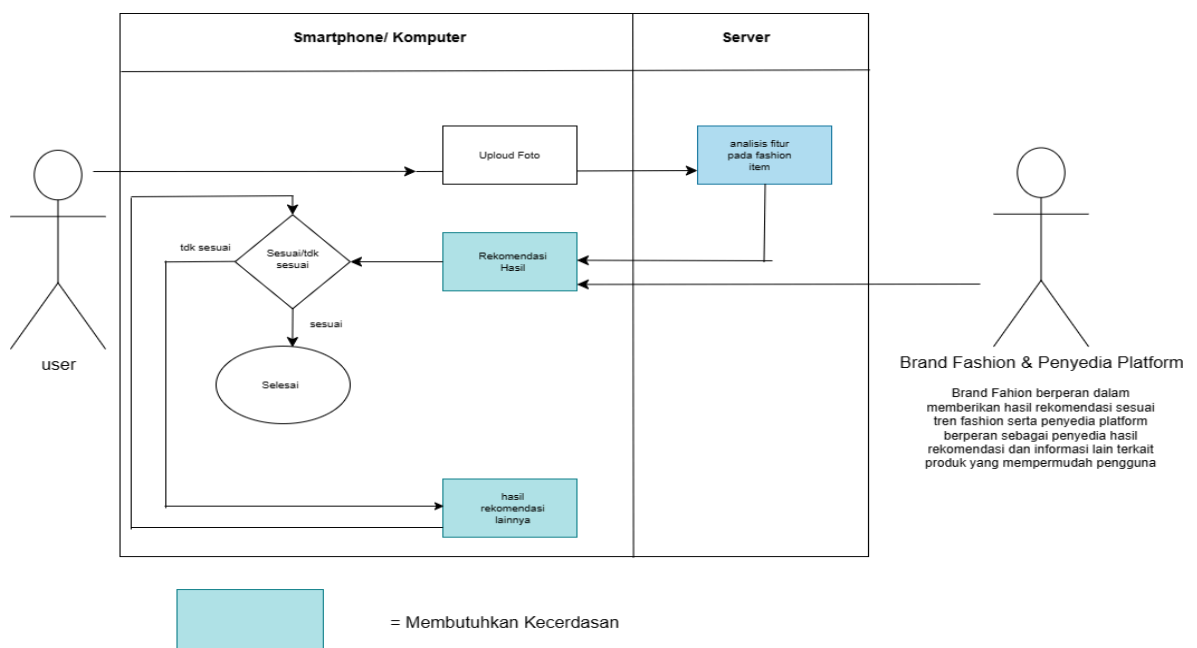 Smartphone/ Komputer
Server
Uploud Foto
analisis fitur
pada fashion
item
tdk sesuai
Sesuai/tdk
sesuai
Rekomendasi
Hasil
sesuai
Selesai
user
Brand Fashion & Penyedia Platform
Brand Fahion berperan dalam
memberikan hasil rekomendasi sesuai
tren fashion serta penyedia platform
berperan sebagai penyedia hasil
rekomendasi dan informasi lain terkait
produk yang mempermudah pengguna
hasil
rekomendasi
lainnya
= Membutuhkan Kecerdasan